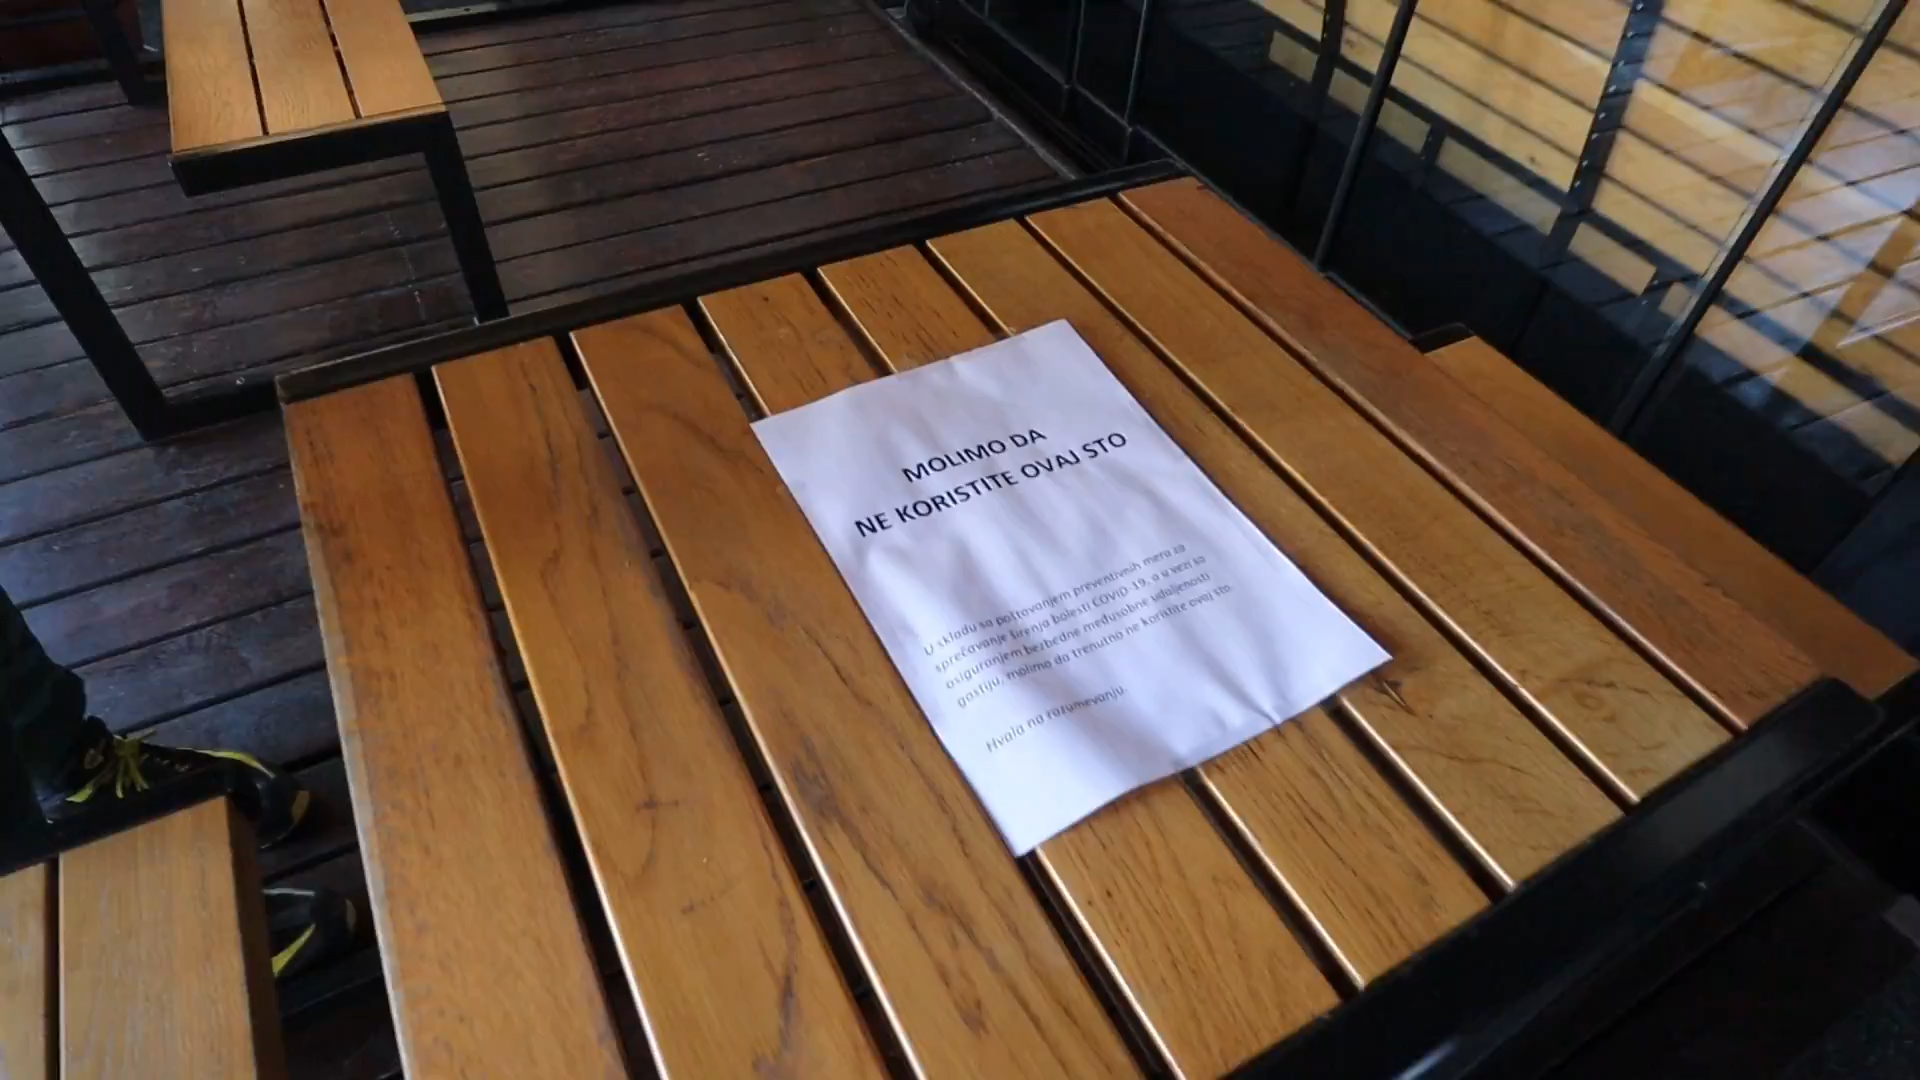 MOLIMO DA
NE KORISTITE OVAJ STO
U skladu sa poštovanjem preventivnih mera za
sprečavanje širenja bolesti COVID-19, a u vezi sa
osiguranjem bezbedne međusobne udaljenosti
gostiju, molimo da trenutno ne koristite ovaj sto.
Hvala na razumevanju.